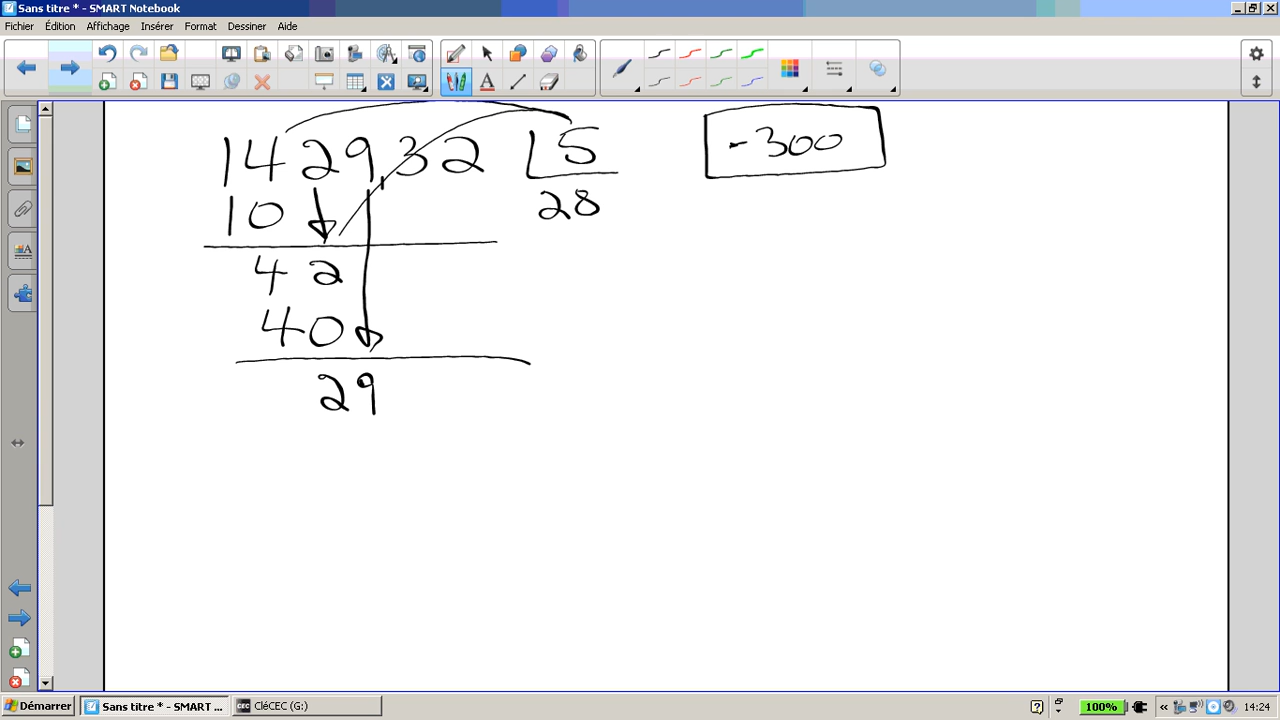 Sans titre * - SMART Notebook
Fichier Édition Affichage Insérer Format Dessiner Aide
1429,32 5
-300
10 28
42
40
29
Démarrer Sans titre * - SMART ... CléCEC (G:) 100% « 14:24